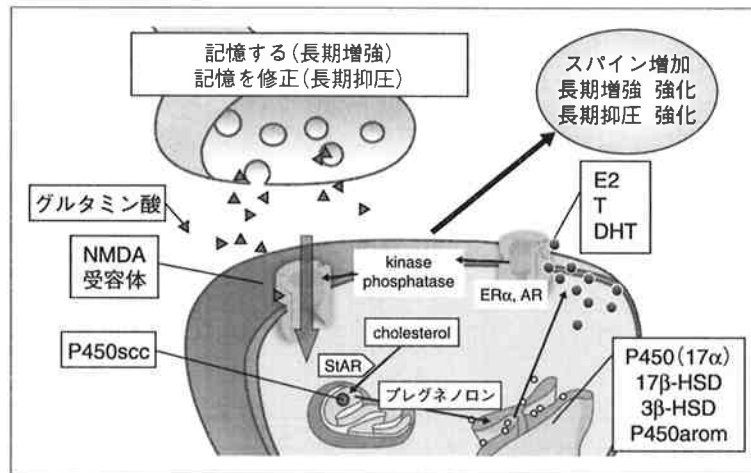 記憶する(長期増強)
記憶を修正(長期抑圧)
スパイン増加
長期増強 強化
長期抑圧 強化
グルタミン酸
E2
T
DHT
NMDA
受容体
kinase
phosphatase
ERα, AR
P450scc
cholesterol
StAR
プレグネノロン
P450(17α)
17β-HSD
3β-HSD
P450arom